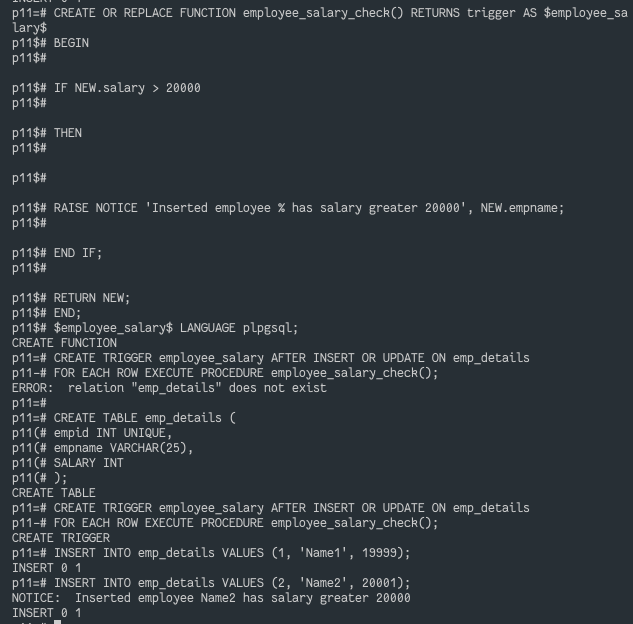 INSERT 0 1
p11=# CREATE OR REPLACE FUNCTION employee_salary_check() RETURNS trigger AS $employee_sa
lary$
p11$# BEGIN
p11$#
p11$# IF NEW.salary > 20000
p11$#
p11$# THEN
p11$#
p11$#
p11$# RAISE NOTICE 'Inserted employee % has salary greater 20000', NEW.empname;
p11$#
p11$# END IF;
p11$#
p11$# RETURN NEW;
p11$# END;
p11$# $employee_salary$ LANGUAGE plpgsql;
CREATE FUNCTION
p11=# CREATE TRIGGER employee_salary AFTER INSERT OR UPDATE ON emp_details
p11-# FOR EACH ROW EXECUTE PROCEDURE employee_salary_check();
ERROR:  relation "emp_details" does not exist
p11=#
p11=# CREATE TABLE emp_details (
p11(# empid INT UNIQUE,
p11(# empname VARCHAR(25),
p11(# SALARY INT
p11(# );
CREATE TABLE
p11=# CREATE TRIGGER employee_salary AFTER INSERT OR UPDATE ON emp_details
p11-# FOR EACH ROW EXECUTE PROCEDURE employee_salary_check();
CREATE TRIGGER
p11=# INSERT INTO emp_details VALUES (1, 'Name1', 19999);
INSERT 0 1
p11=# INSERT INTO emp_details VALUES (2, 'Name2', 20001);
NOTICE:  Inserted employee Name2 has salary greater 20000
INSERT 0 1